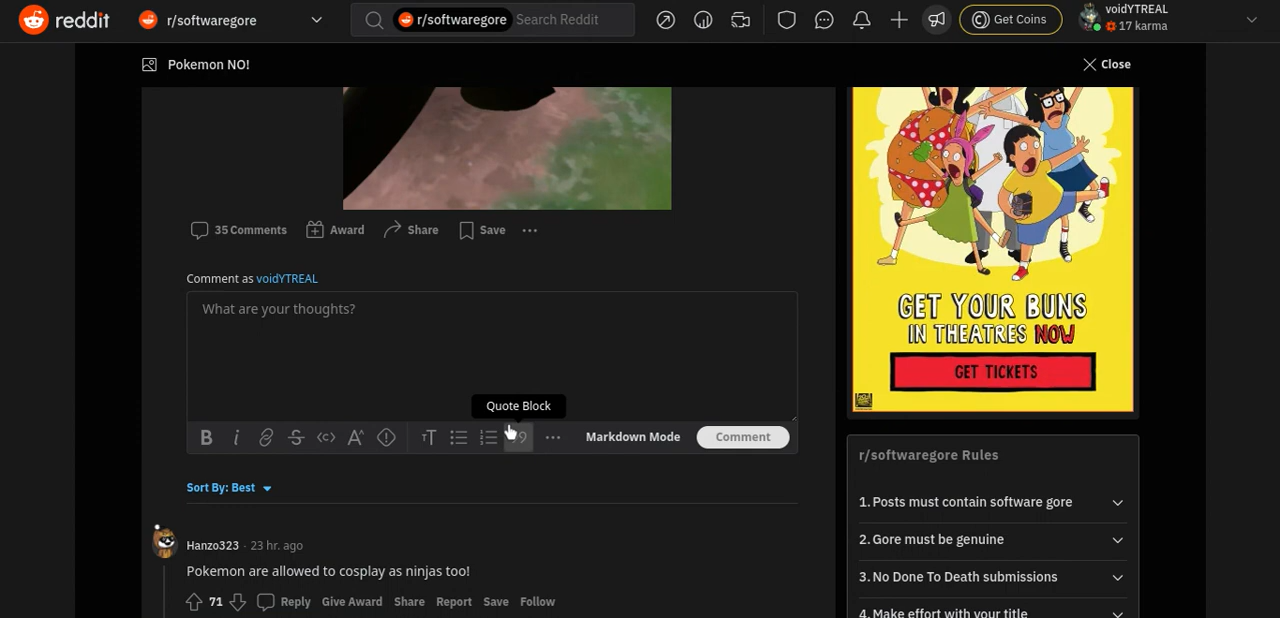 reddit
r/softwaregore
r/softwaregore Search Reddit
Get Coins
voidYTREAL
17 karma
Pokemon NO!
Close
35 Comments
Award
Share
Save
Comment as voidYTREAL
What are your thoughts?
Quote Block
Markdown Mode
Comment
Sort By: Best
Hanzo323 · 23 hr. ago
Pokemon are allowed to cosplay as ninjas too!
71
Reply
Give Award
Share
Report
Save
Follow
GET YOUR BUNS
IN THEATRES NOW
GET TICKETS
r/softwaregore Rules
1. Posts must contain software gore
2. Gore must be genuine
3. No Done To Death submissions
4. Make effort with your title